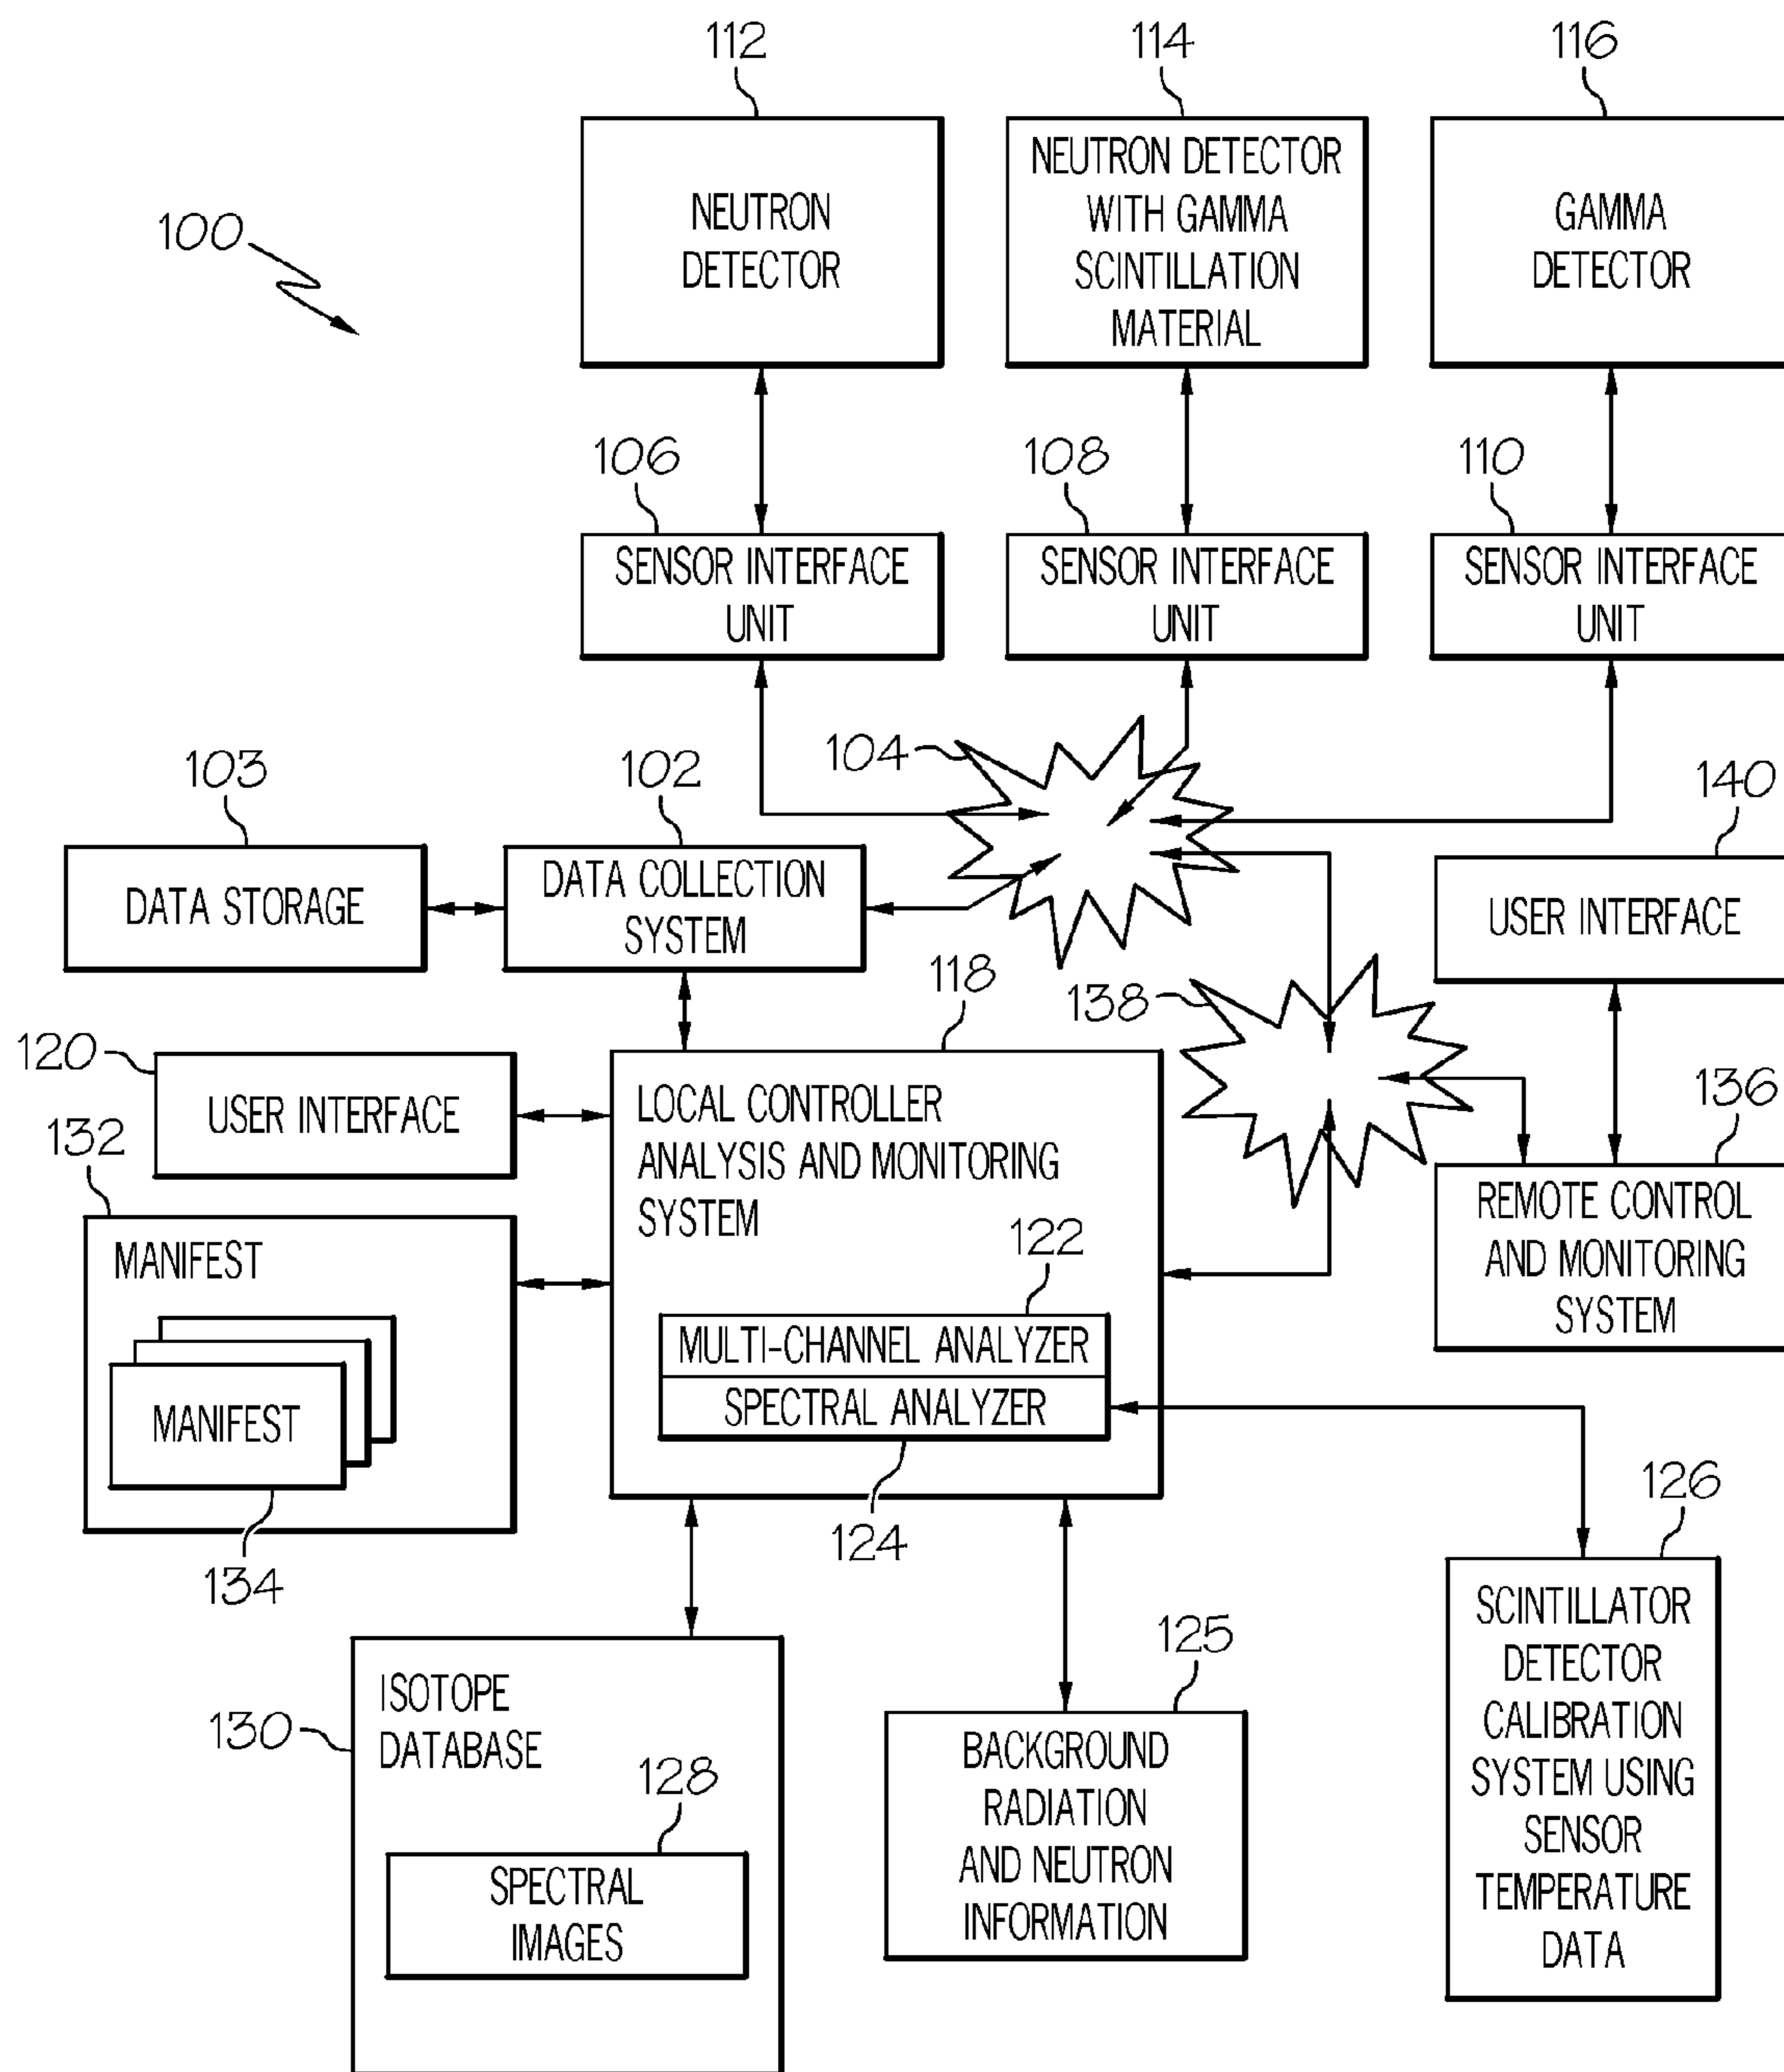 112
114
116
100
NEUTRON
DETECTOR
NEUTRON DETECTOR
WITH GAMMA
SCINTILLATION
MATERIAL
GAMMA
DETECTOR
106
108
110
SENSOR INTERFACE
UNIT
SENSOR INTERFACE
UNIT
SENSOR INTERFACE
UNIT
103
102
104
140
DATA STORAGE
DATA COLLECTION
SYSTEM
USER INTERFACE
118
138
120
USER INTERFACE
136
132
LOCAL CONTROLLER
ANALYSIS AND MONITORING
SYSTEM
REMOTE CONTROL
AND MONITORING
SYSTEM
MANIFEST
122
MULTI-CHANNEL ANALYZER
SPECTRAL ANALYZER
MANIFEST
134
124
126
125
130
ISOTOPE
DATABASE
128
SPECTRAL
IMAGES
BACKGROUND
RADIATION
AND NEUTRON
INFORMATION
SCINTILLATOR
DETECTOR
CALIBRATION
SYSTEM USING
SENSOR
TEMPERATURE
DATA